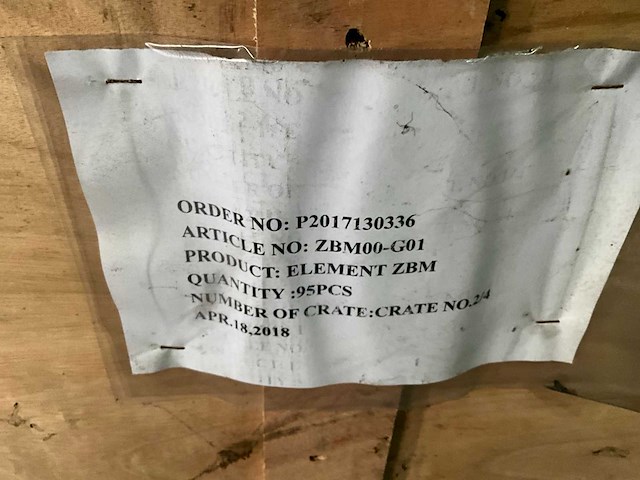 ORDER NO: P2017130336
ARTICLE NO: ZBM00-G01
PRODUCT: ELEMENT ZBM
QUANTITY :95PCS
NUMBER OF CRATE:CRATE NO.2/4
APR.18,2018